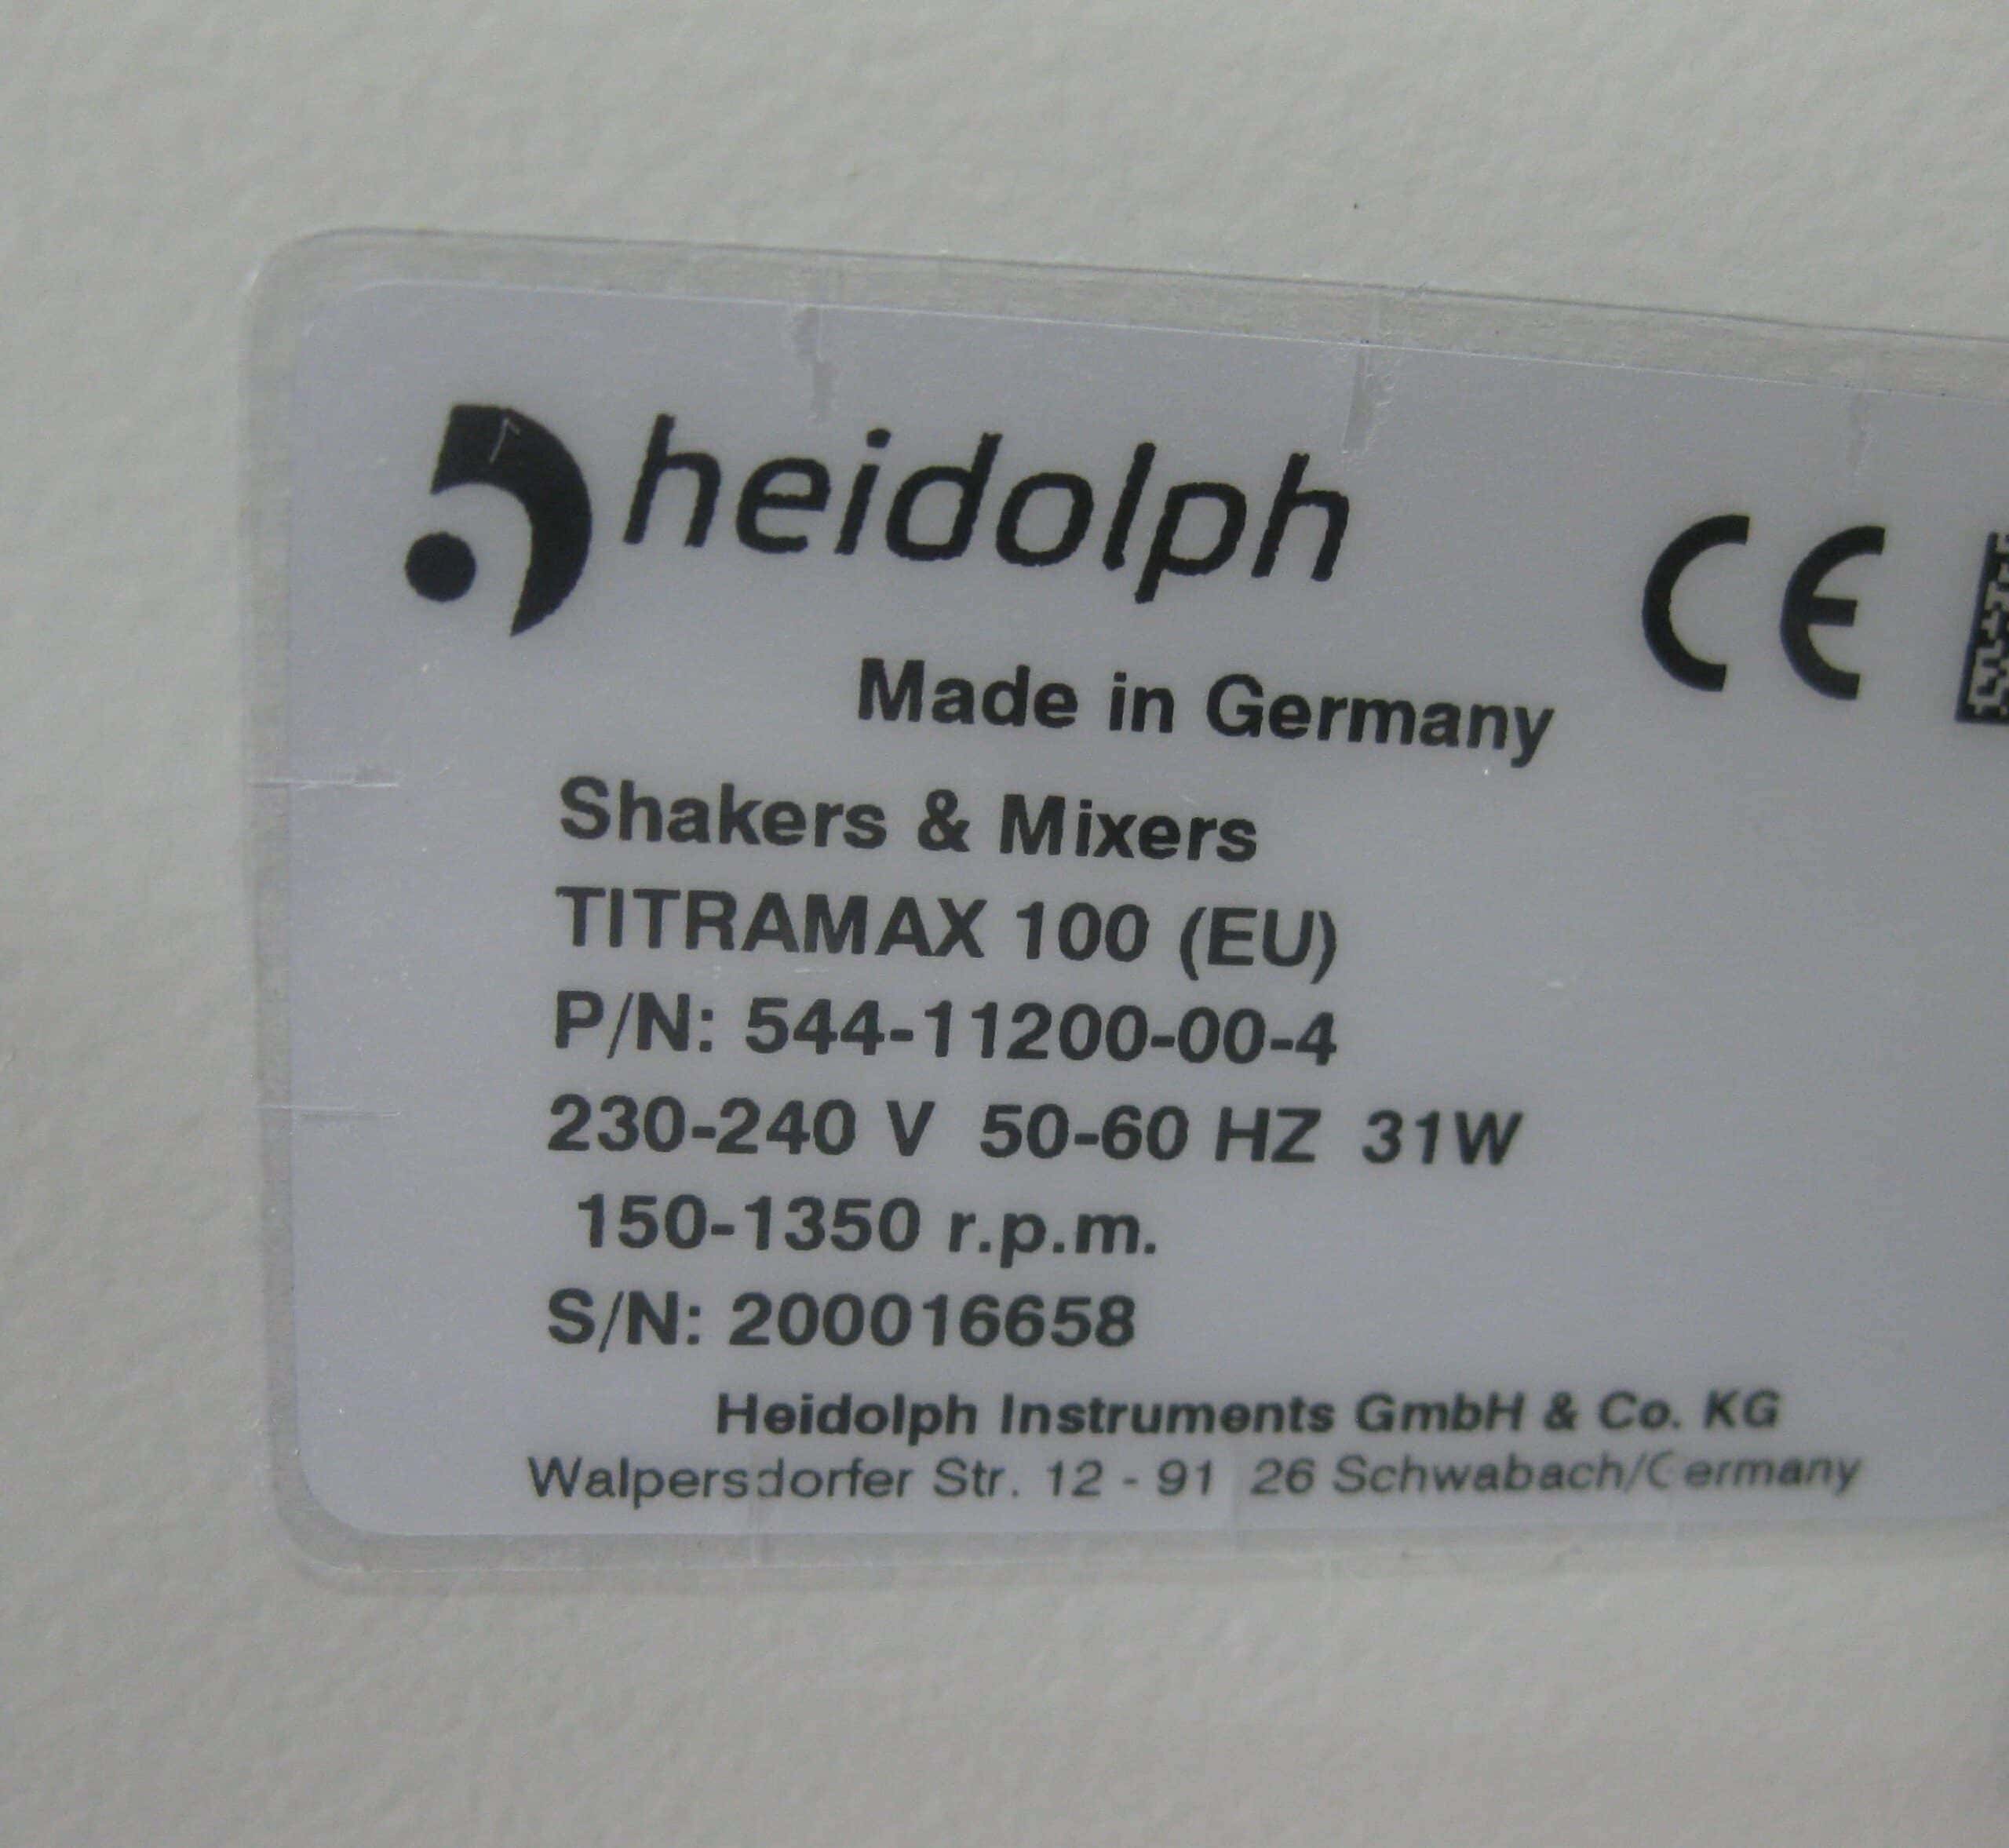 heidolph
CE
Made in Germany
Shakers & Mixers
TITRAMAX 100 (EU)
P/N: 544-11200-00-4
230-240 V 50-60 HZ 31W
150-1350 r.p.m.
S/N: 200016658
Heidolph Instruments GmbH & Co. KG
Walpersdorfer Str. 12 - 91 26 Schwabach/Germany